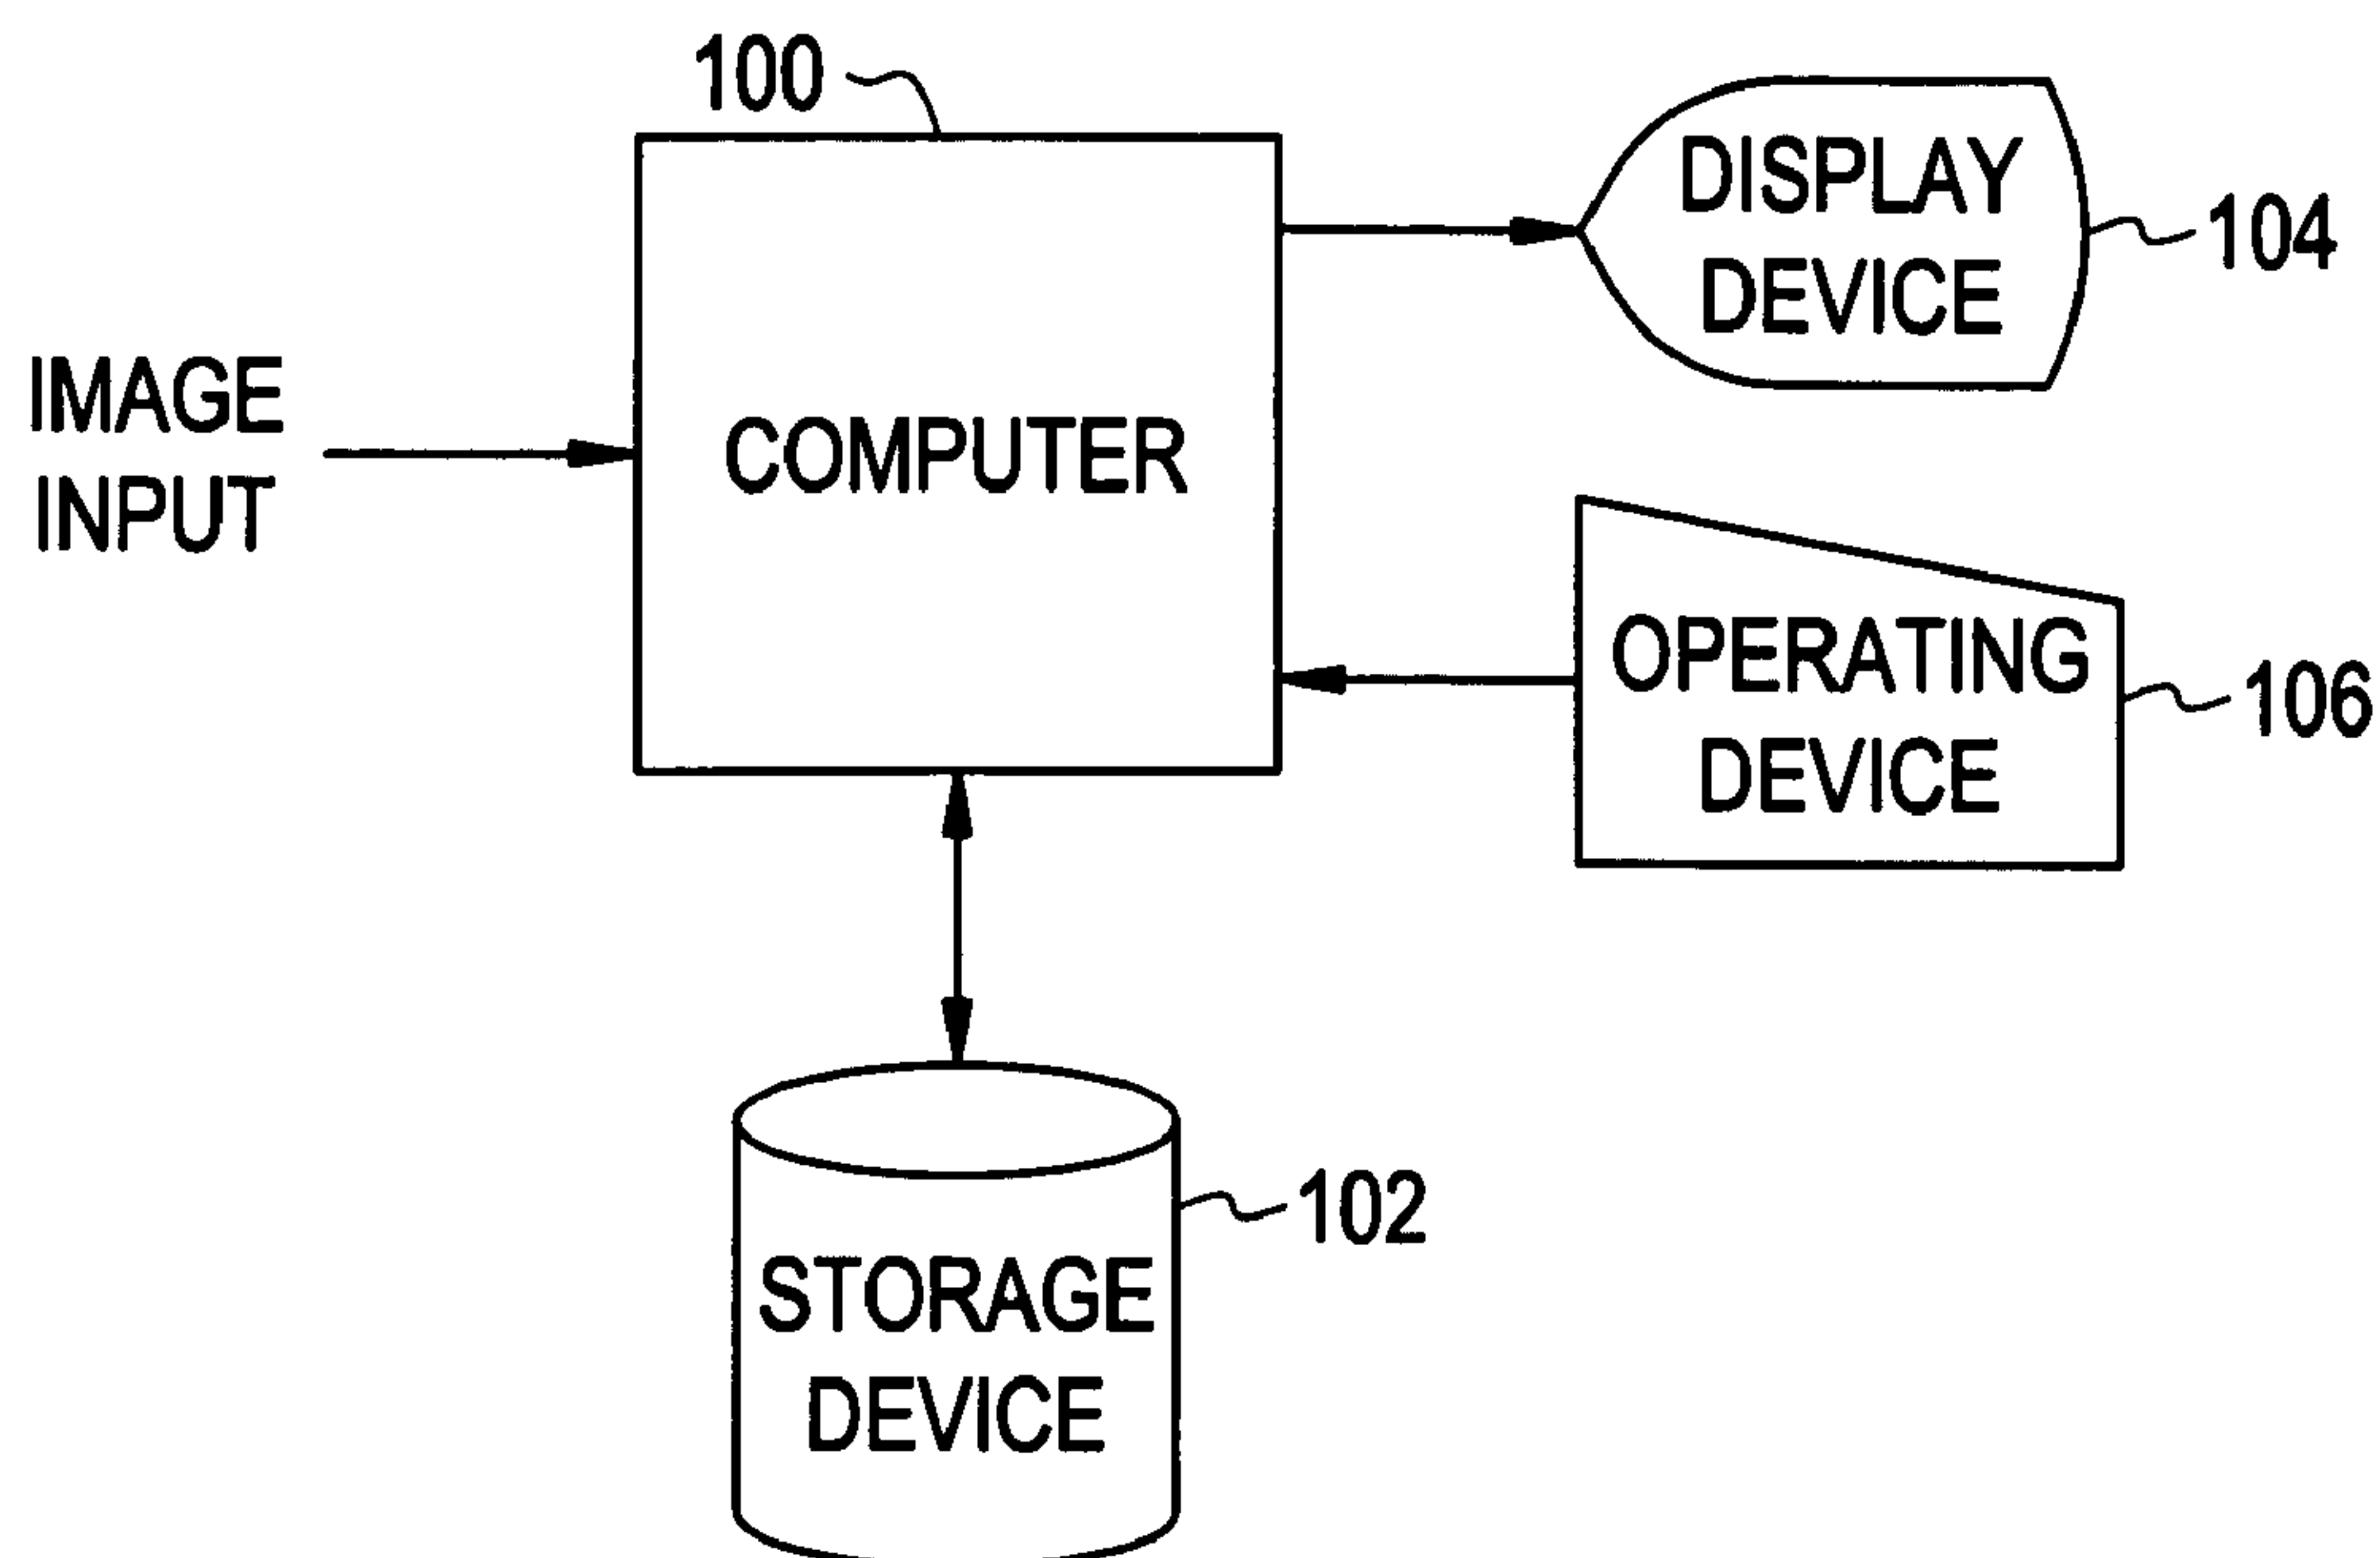 100
DISPLAY
DEVICE
104
IMAGE
INPUT
COMPUTER
OPERATING
DEVICE
106
102
STORAGE
DEVICE